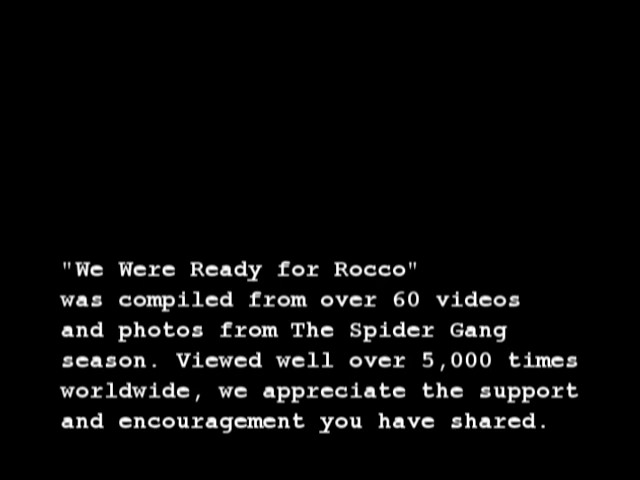 "We Were Ready for Rocco"
was compiled from over 60 videos
and photos from The Spider Gang
season. Viewed well over 5,000 times
worldwide, we appreciate the support
and encouragement you have shared.